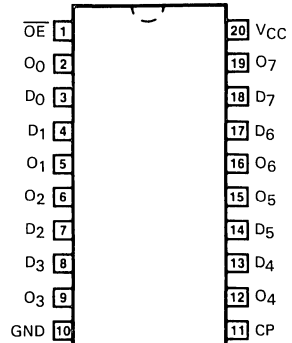 O̅E̅ 1 20 VCC
O0 2 19 O7
D0 3 18 D7
D1 4 17 D6
O1 5 16 O6
O2 6 15 O5
D2 7 14 D5
D3 8 13 D4
O3 9 12 O4
GND 10 11 CP